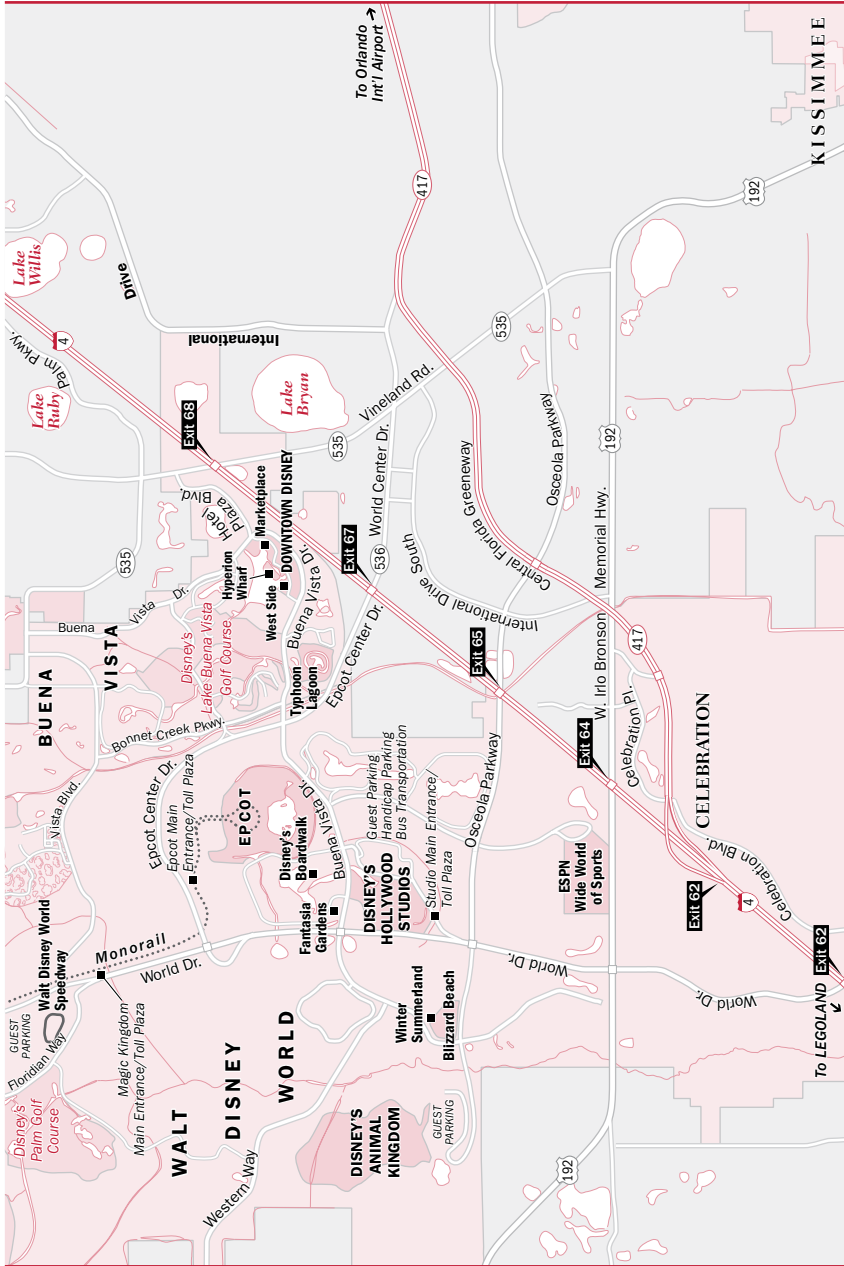 To Orlando
Int'l Airport
KISSIMMEE
417
192
Lake
Willis
Drive
International
4
Palm Pkwy.
Lake
Ruby
Lake
Bryan
Vineland Rd.
535
Exit 68
535
World Center Dr.
536
Osceola Parkway
Central Florida Greeneway
International Drive South
192
W. Irlo Bronson Memorial Hwy.
417
Hotel
Plaza Blvd.
Marketplace
DOWNTOWN DISNEY
Hyperion
Wharf
West Side
Buena Vista Dr.
Exit 67
Epcot Center Dr.
Typhoon
Lagoon
535
Buena
Vista Dr.
BUENA
VISTA
Disney's
Lake Buena Vista
Golf Course
Bonnet Creek Pkwy.
Exit 65
Exit 64
Celebration Pl.
CELEBRATION
Celebration Blvd.
Vista Blvd.
Epcot Center Dr.
Epcot Main
Entrance/Toll Plaza
EPCOT
Disney's
Boardwalk
Buena Vista Dr.
Guest Parking
Handicap Parking
Bus Transportation
Fantasia
Gardens
DISNEY'S
HOLLYWOOD
STUDIOS
Studio Main Entrance/
Toll Plaza
Osceola Parkway
ESPN
Wide World
of Sports
Exit 62
4
Exit 62
To LEGOLAND
GUEST
PARKING
Walt Disney World
Speedway
Monorail
World Dr.
Floridian Way
Magic Kingdom
Main Entrance/Toll Plaza
Disney's
Palm Golf
Course
WALT
DISNEY
WORLD
Western Way
Winter
Summerland
Blizzard Beach
World Dr.
World Dr.
DISNEY'S
ANIMAL
KINGDOM
GUEST
PARKING
192